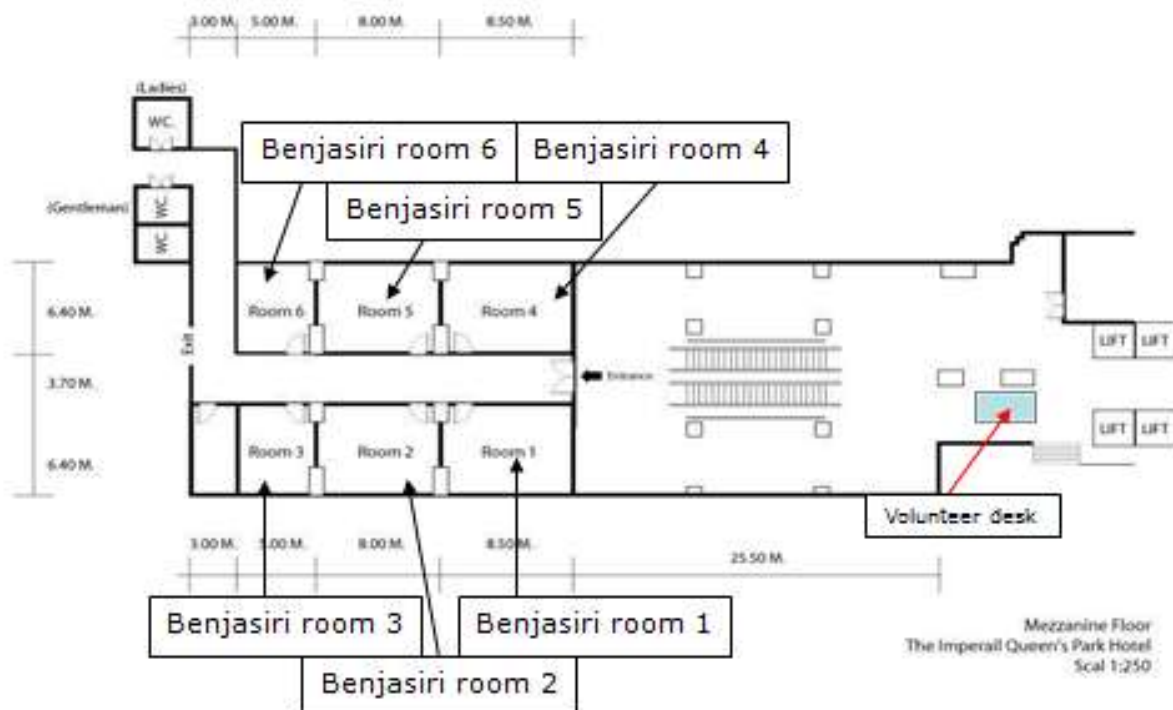 3.00 M. 5.00 M. 8.00 M. 8.50 M.
(Ladies)
WC.
Benjasiri room 6
Benjasiri room 4
WC.
(Gentleman)
Benjasiri room 5
WC.
6.40 M.
Room 6
Room 5
Room 4
Exit
LIFT
LIFT
3.70 M.
Entrance
LIFT
LIFT
6.40 M.
Room 3
Room 2
Room 1
Volunteer desk
3.00 M. 5.00 M. 8.00 M. 8.50 M.
25.50 M.
Benjasiri room 3
Benjasiri room 1
Benjasiri room 2
Mezzanine Floor
The Imperail Queen's Park Hotel
Scal 1:250